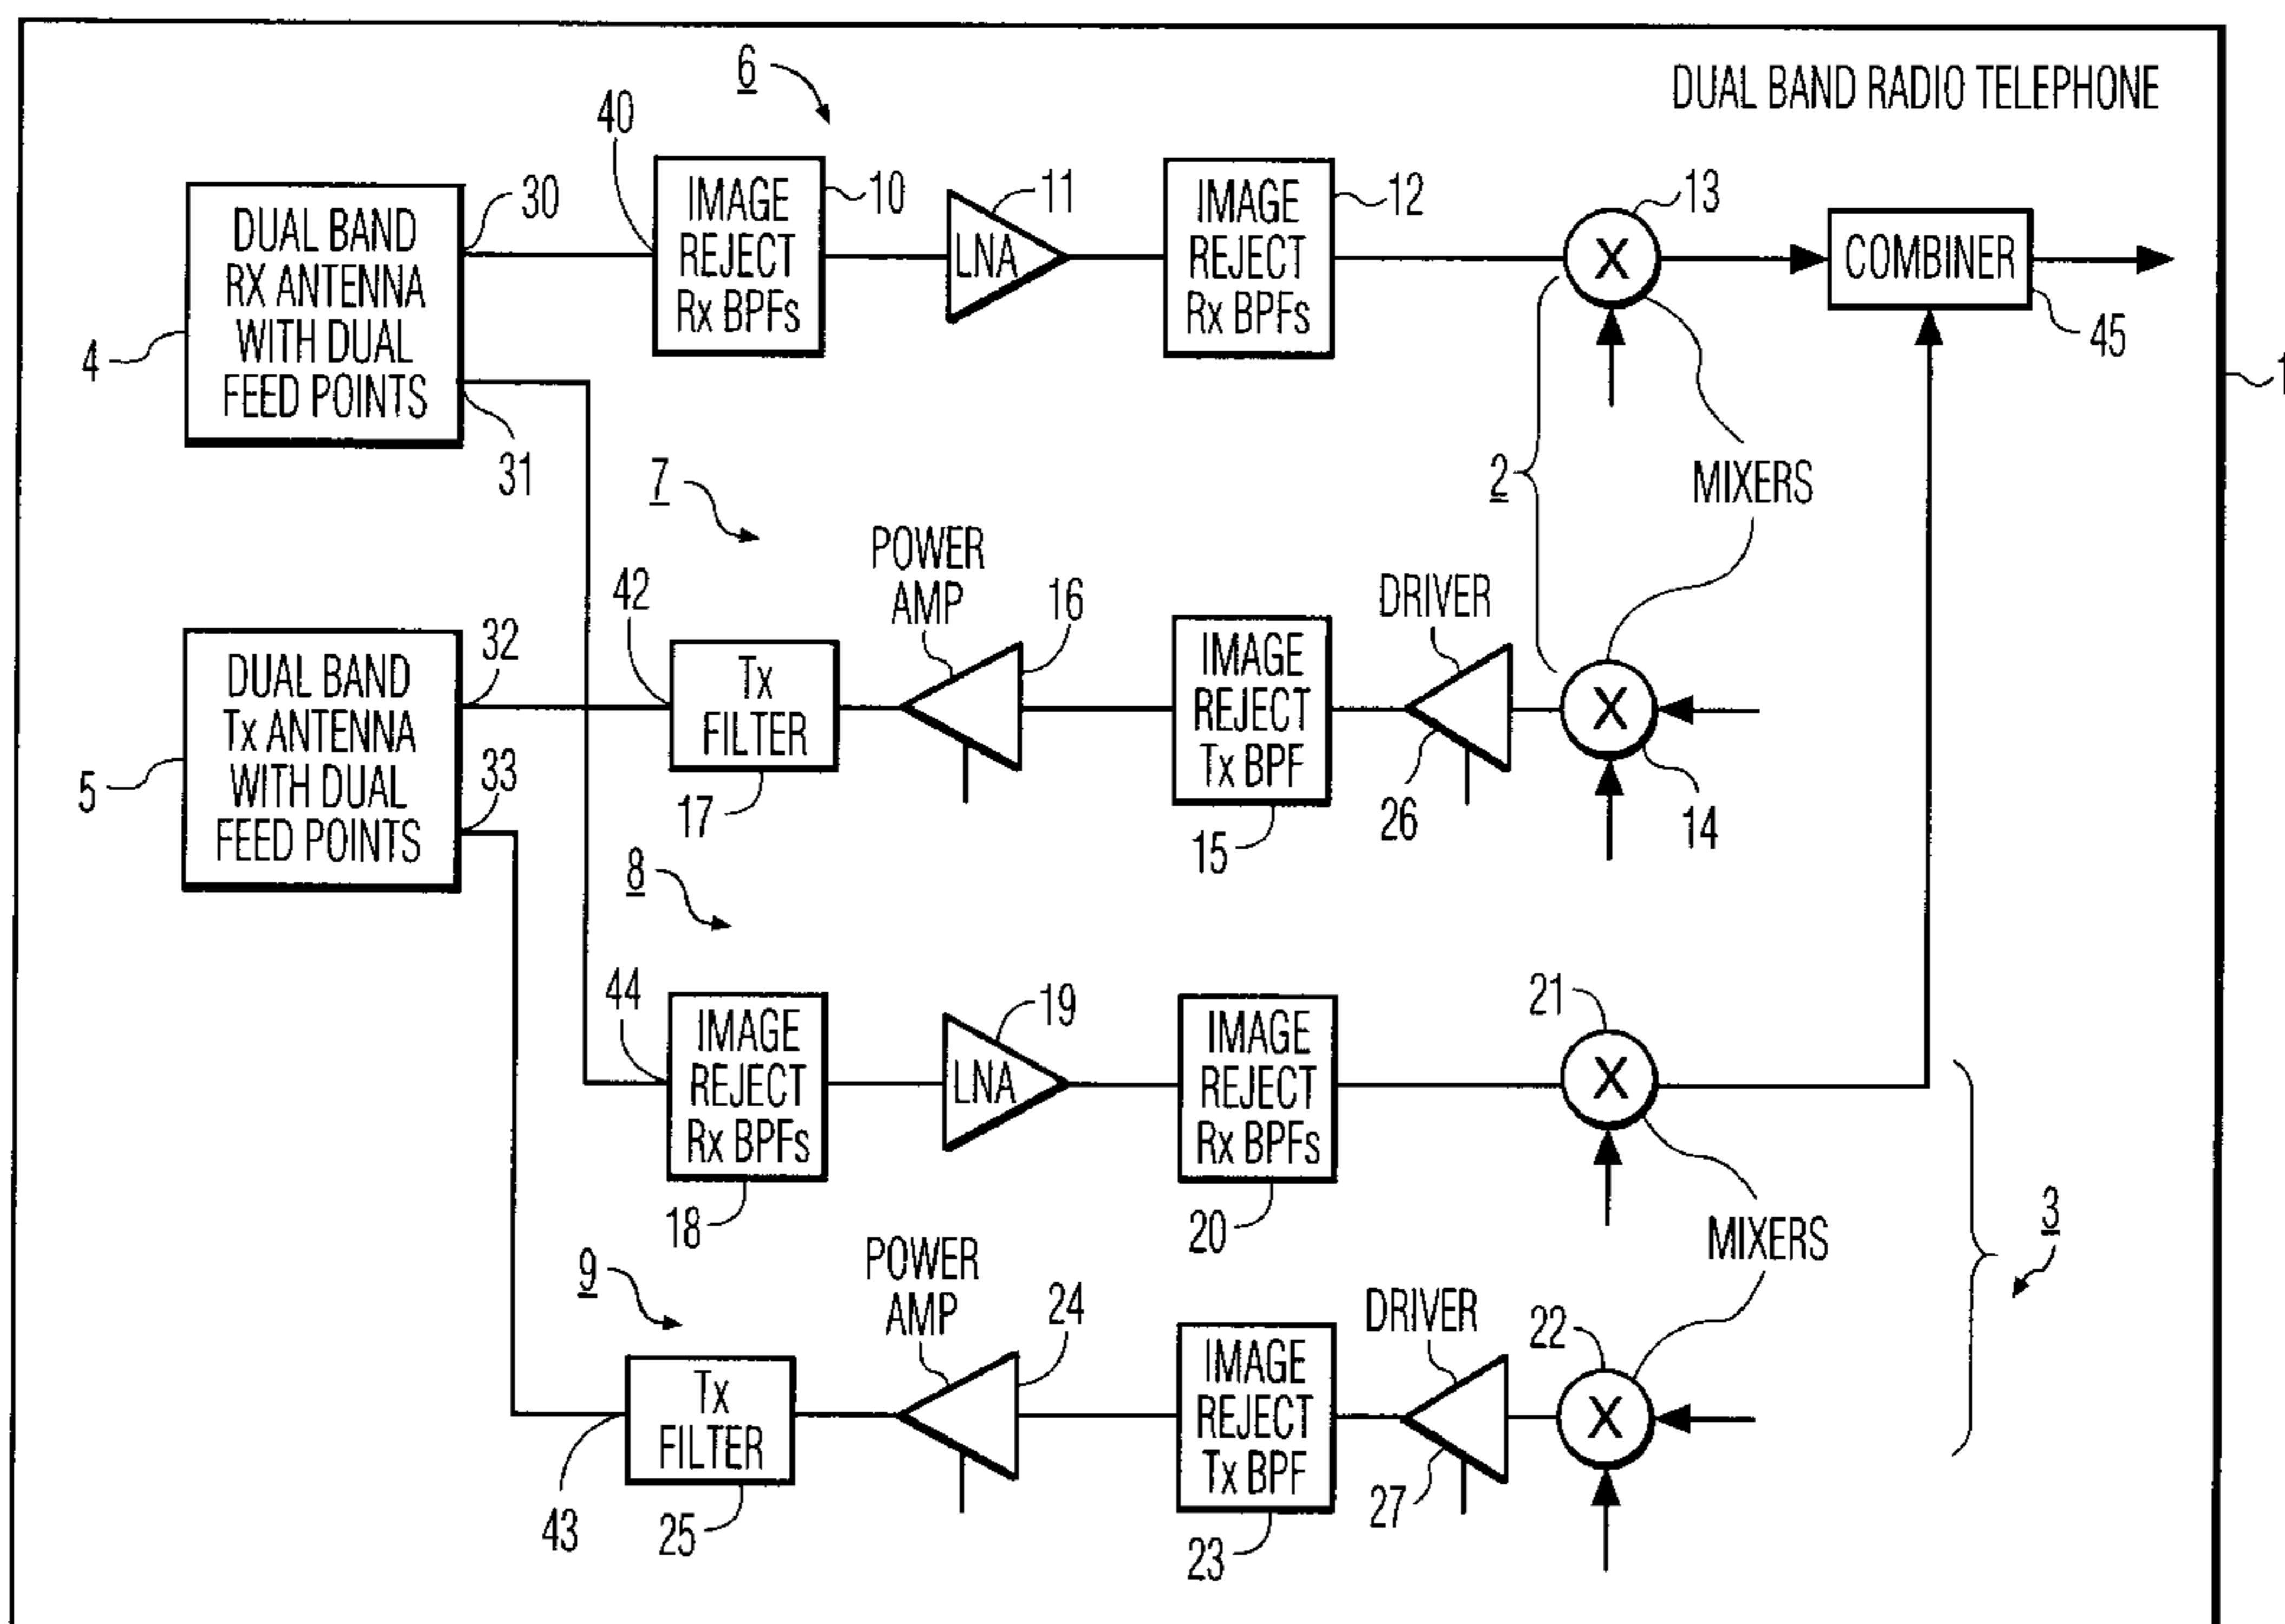 DUAL BAND RADIO TELEPHONE
6
40
30
10
11
12
13
DUAL BAND
RX ANTENNA
WITH DUAL
FEED POINTS
IMAGE
REJECT
Rx BPFs
LNA
IMAGE
REJECT
Rx BPFs
X
COMBINER
4
45
1
31
7
2
MIXERS
POWER
AMP
DRIVER
42
16
32
DUAL BAND
Tx ANTENNA
WITH DUAL
FEED POINTS
Tx
FILTER
IMAGE
REJECT
Tx BPF
X
33
5
17
15
26
14
8
44
19
21
IMAGE
REJECT
Rx BPFs
LNA
IMAGE
REJECT
Rx BPFs
X
18
20
MIXERS
3
9
POWER
AMP
24
DRIVER
22
Tx
FILTER
IMAGE
REJECT
Tx BPF
X
43
25
23
27